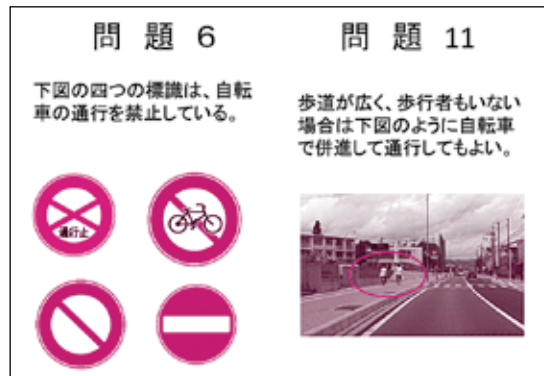 問題 6
下図の四つの標識は、自転
車の通行を禁止している。
通行止
問題 11
歩道が広く、歩行者もいない
場合は下図のように自転車
で併進して通行してもよい。